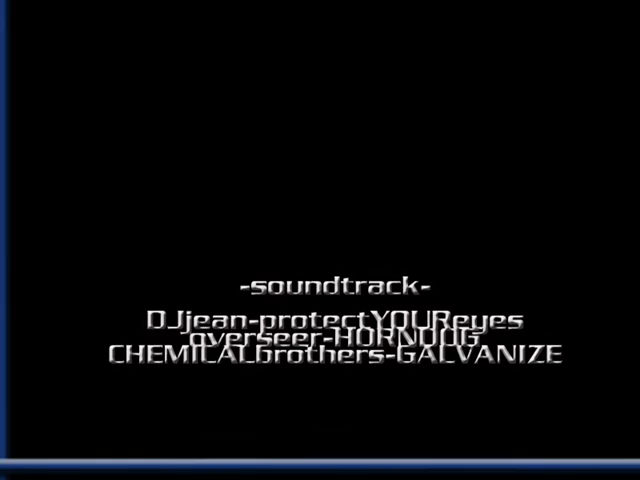 -soundtrack-
DJjean-protectYOUReyes
overseer-HORNDOG
CHEMICALbrothers-GALVANIZE